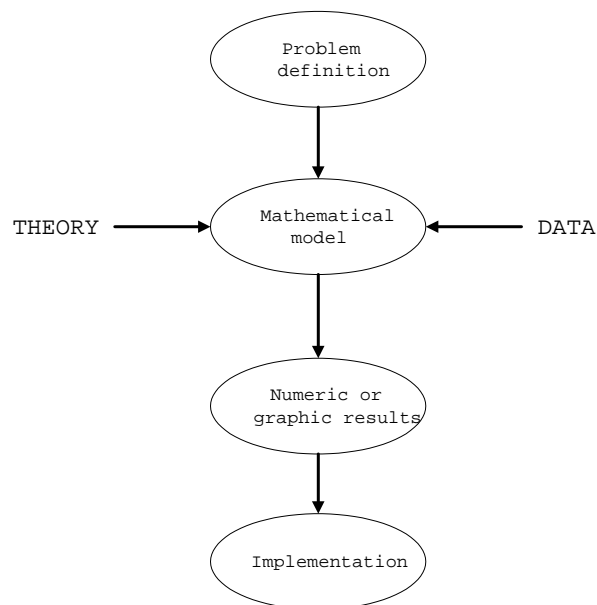 Problem
definition
THEORY
Mathematical
model
DATA
Numeric or
graphic results
Implementation